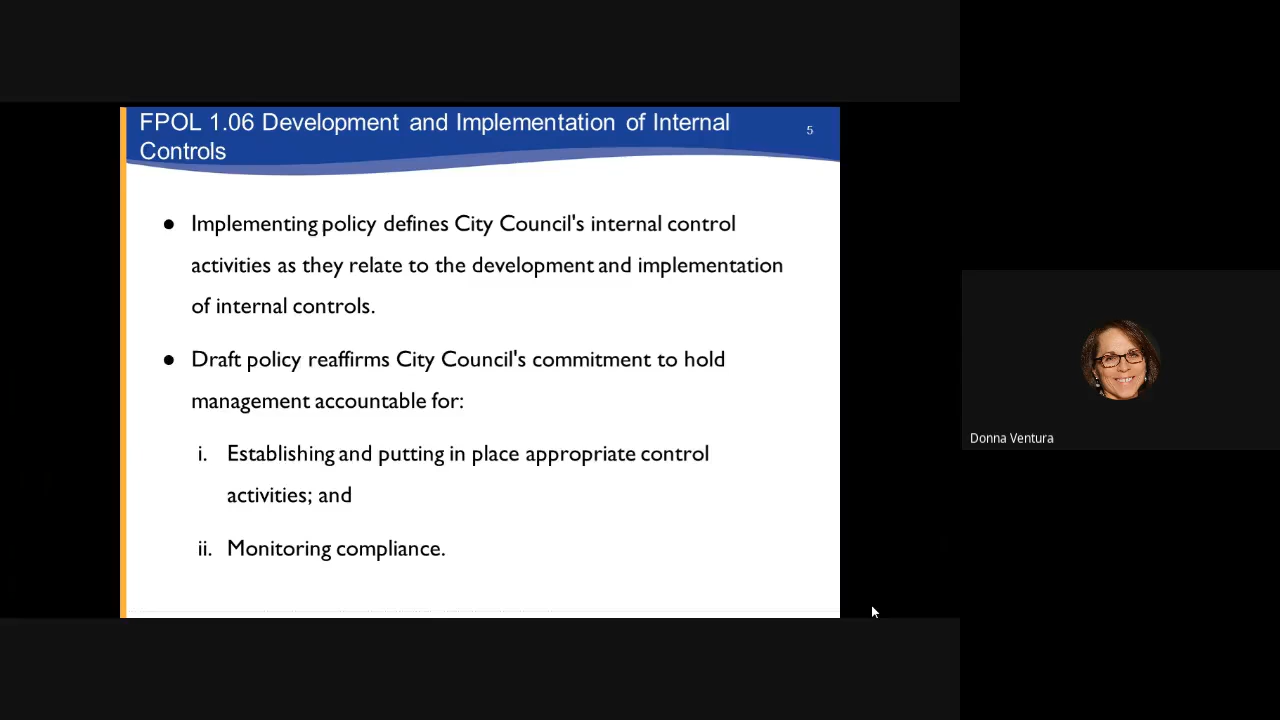 FPOL 1.06 Development and Implementation of Internal
Controls
5
● Implementing policy defines City Council's internal control
activities as they relate to the development and implementation
of internal controls.
● Draft policy reaffirms City Council's commitment to hold
management accountable for:
i. Establishing and putting in place appropriate control
activities; and
ii. Monitoring compliance.
Donna Ventura